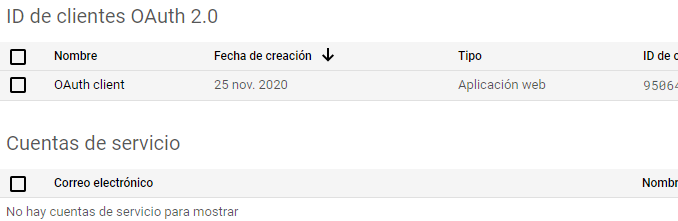 ID de clientes OAuth 2.0
Nombre Fecha de creación Tipo ID de c
OAuth client 25 nov. 2020 Aplicación web 95064
Cuentas de servicio
Correo electrónico Nombr
No hay cuentas de servicio para mostrar